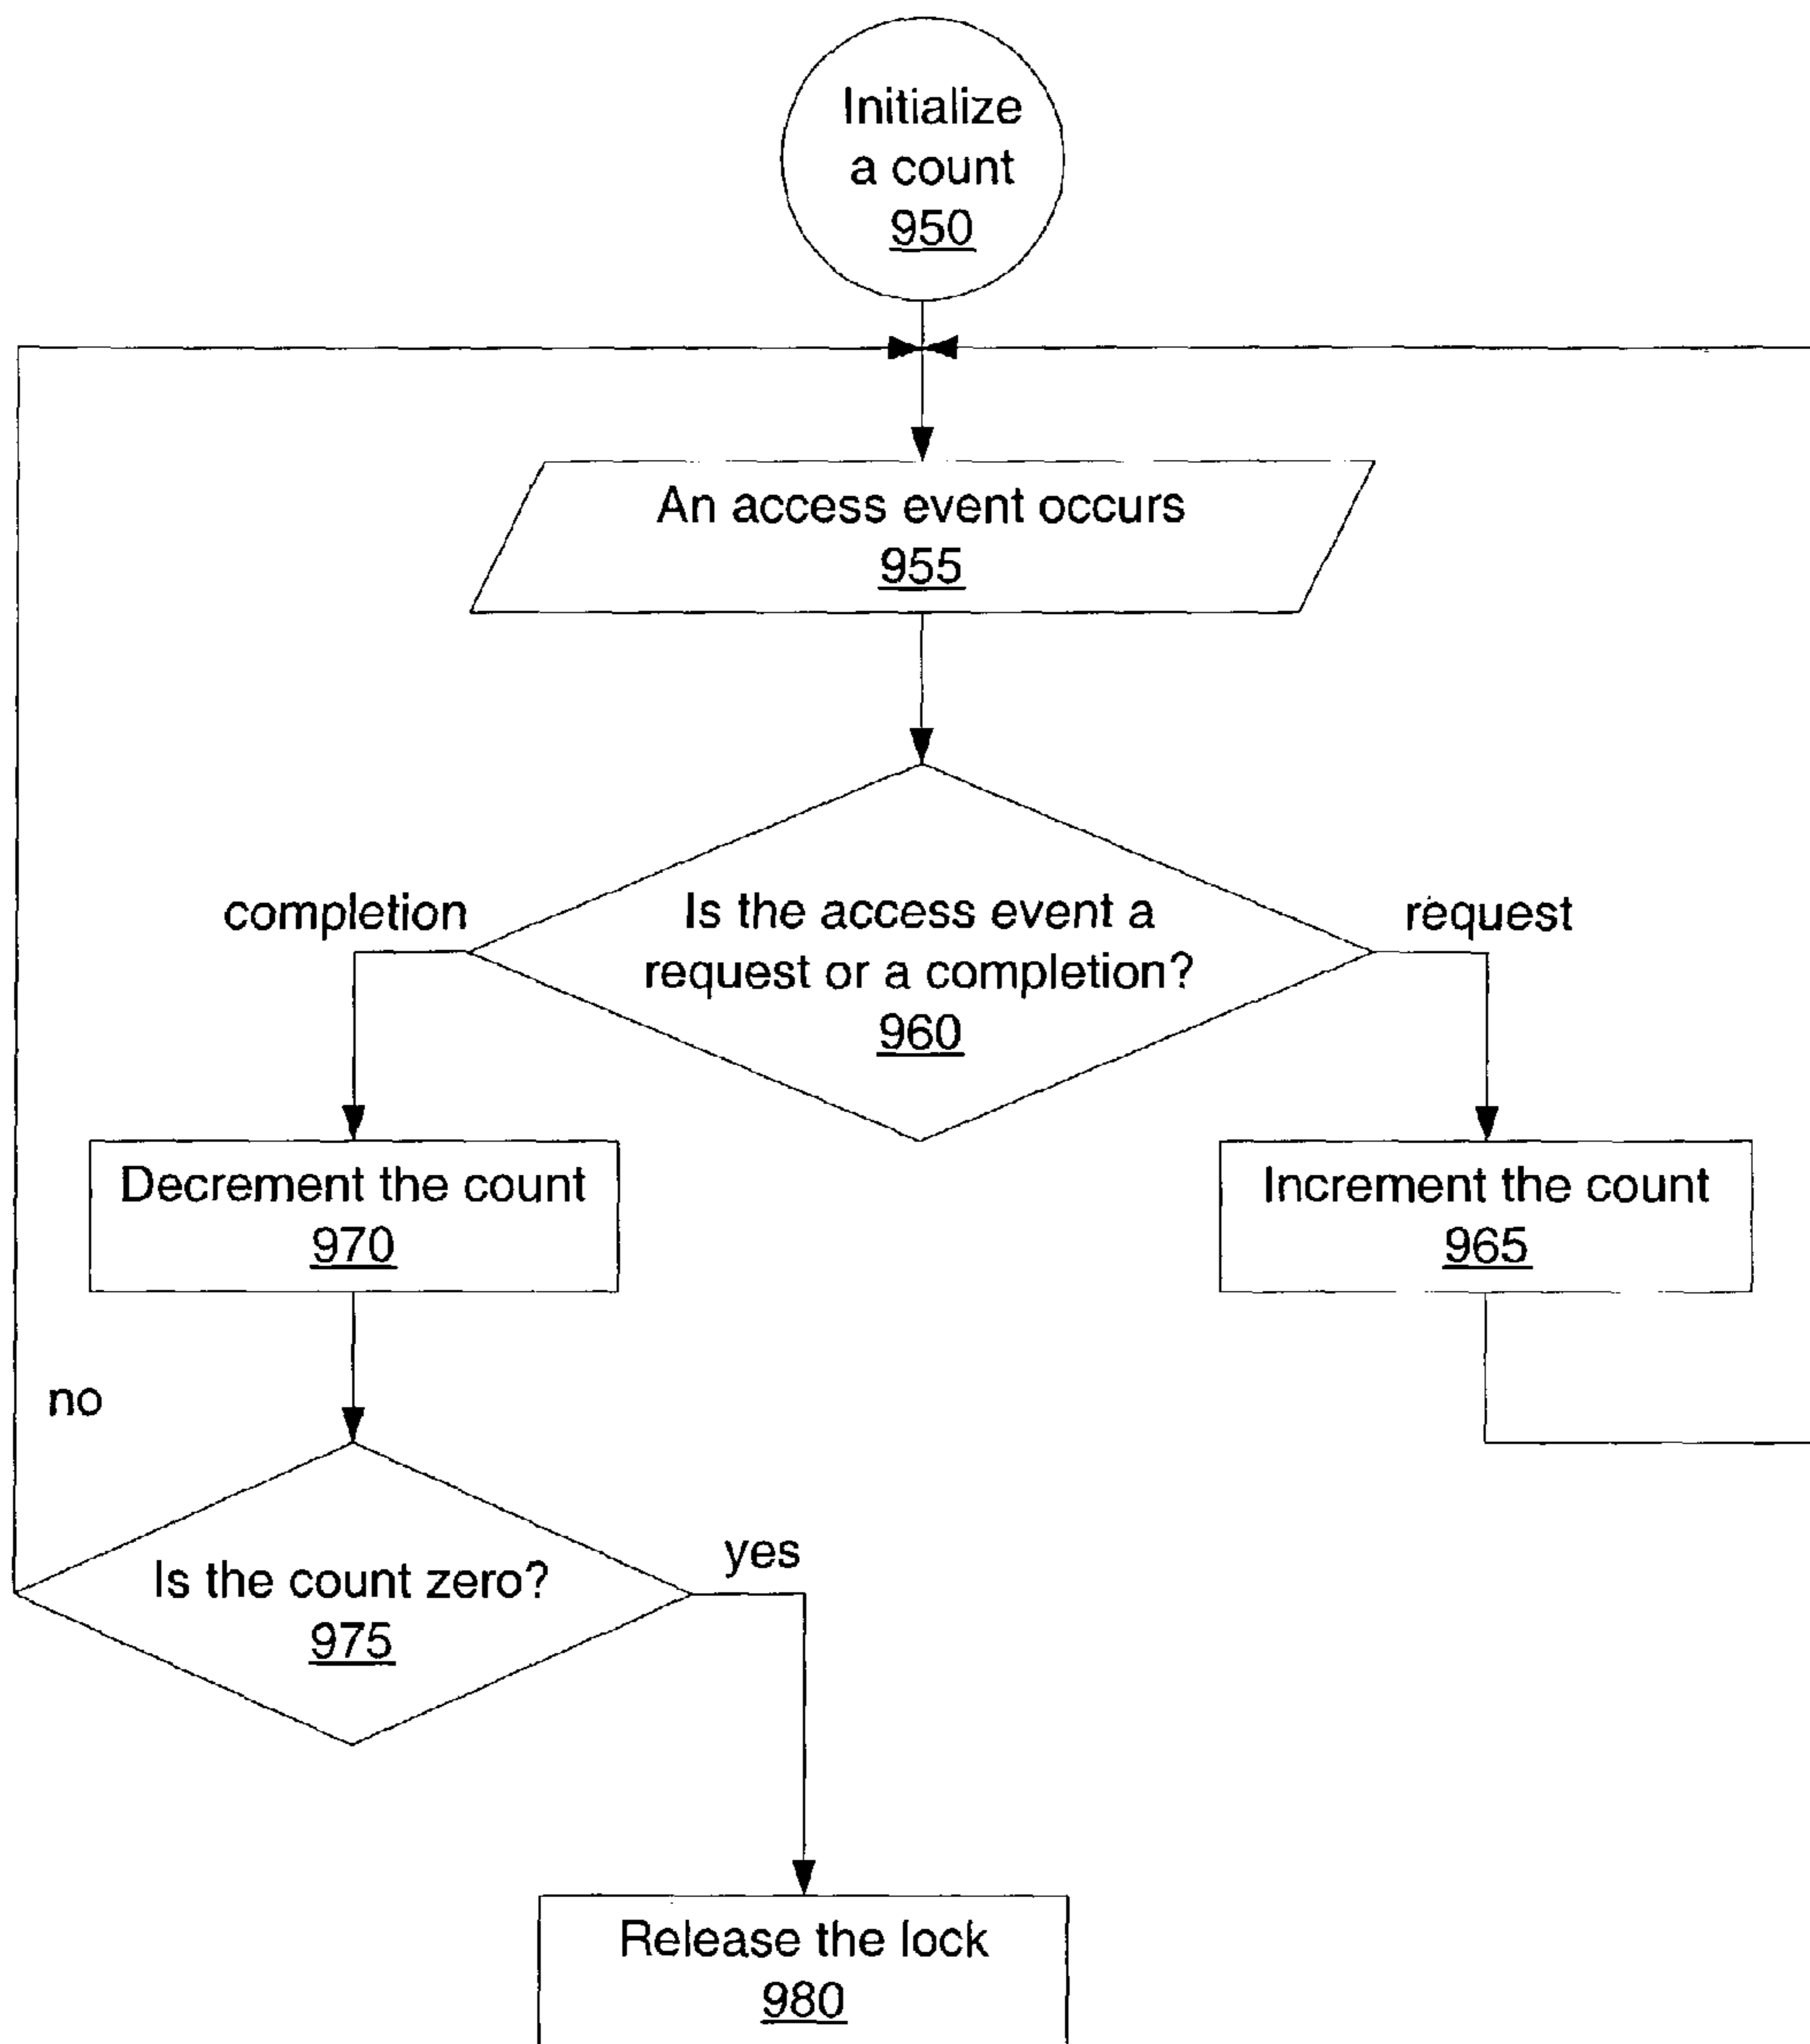 Initialize
a count
950
An access event occurs
955
completion
Is the access event a
request or a completion?
960
request
Decrement the count
970
Increment the count
965
no
Is the count zero?
975
yes
Release the lock
980